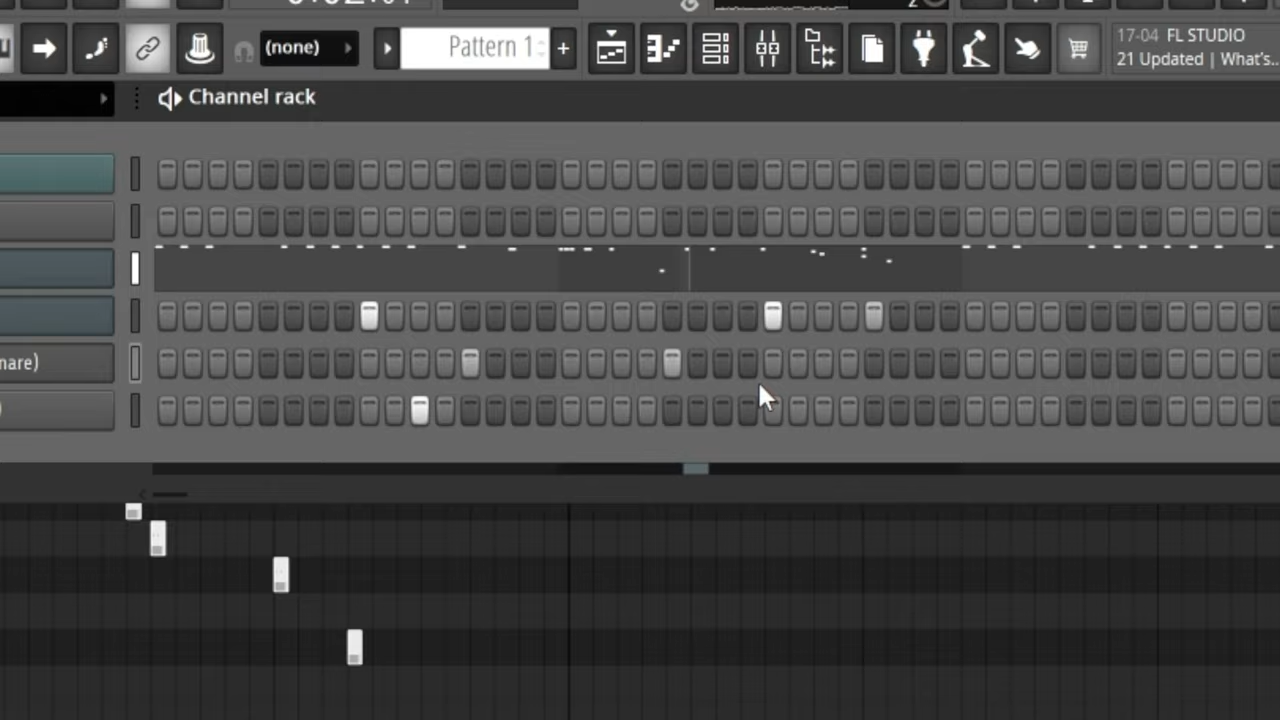 (none)
Pattern 1
+
17-04 FL STUDIO
21 Updated | What's..
Channel rack
nare)
)